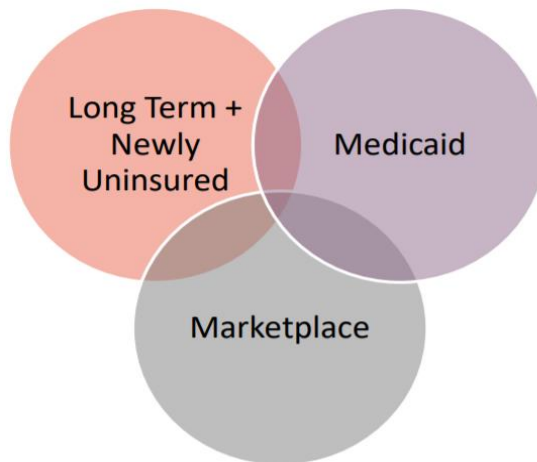 Long Term +
Newly
Uninsured
Medicaid
Marketplace